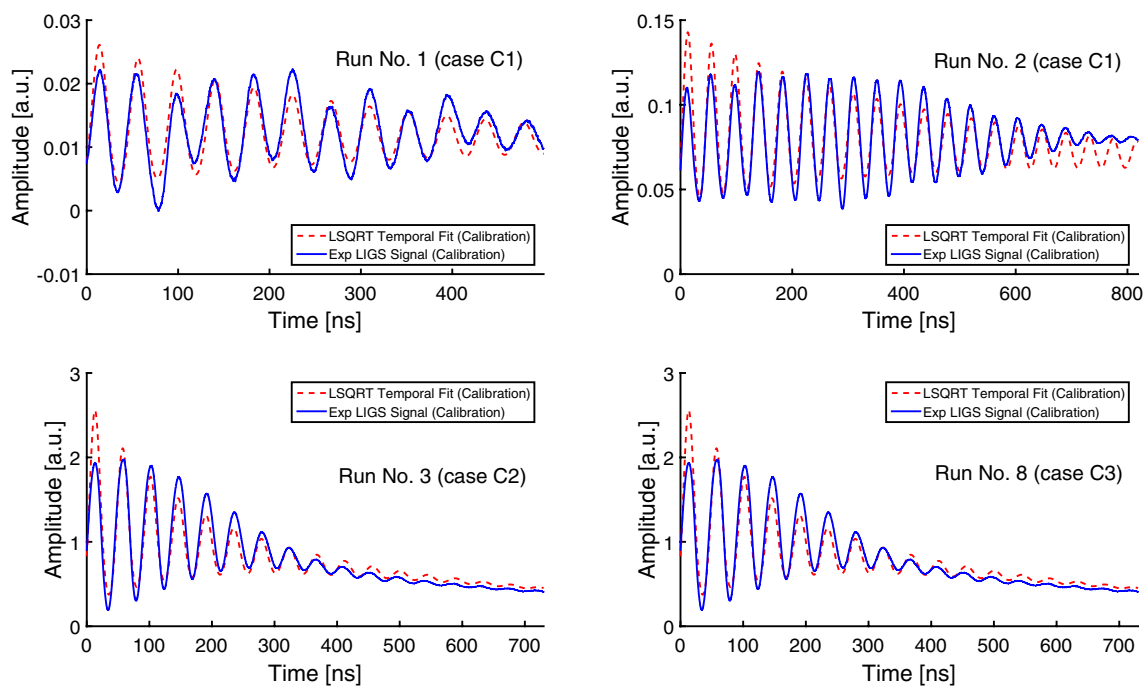 0.03
0.02
0.01
0
-0.01
Amplitude [a.u.]
Run No. 1 (case C1)
LSQRT Temporal Fit (Calibration)
Exp LIGS Signal (Calibration)
0 100 200 300 400
Time [ns]
0.15
0.1
0.05
0
Amplitude [a.u.]
Run No. 2 (case C1)
LSQRT Temporal Fit (Calibration)
Exp LIGS Signal (Calibration)
0 200 400 600 800
Time [ns]
3
2
1
0
Amplitude [a.u.]
LSQRT Temporal Fit (Calibration)
Exp LIGS Signal (Calibration)
Run No. 3 (case C2)
0 100 200 300 400 500 600 700
Time [ns]
3
2
1
0
Amplitude [a.u.]
LSQRT Temporal Fit (Calibration)
Exp LIGS Signal (Calibration)
Run No. 8 (case C3)
0 100 200 300 400 500 600 700
Time [ns]